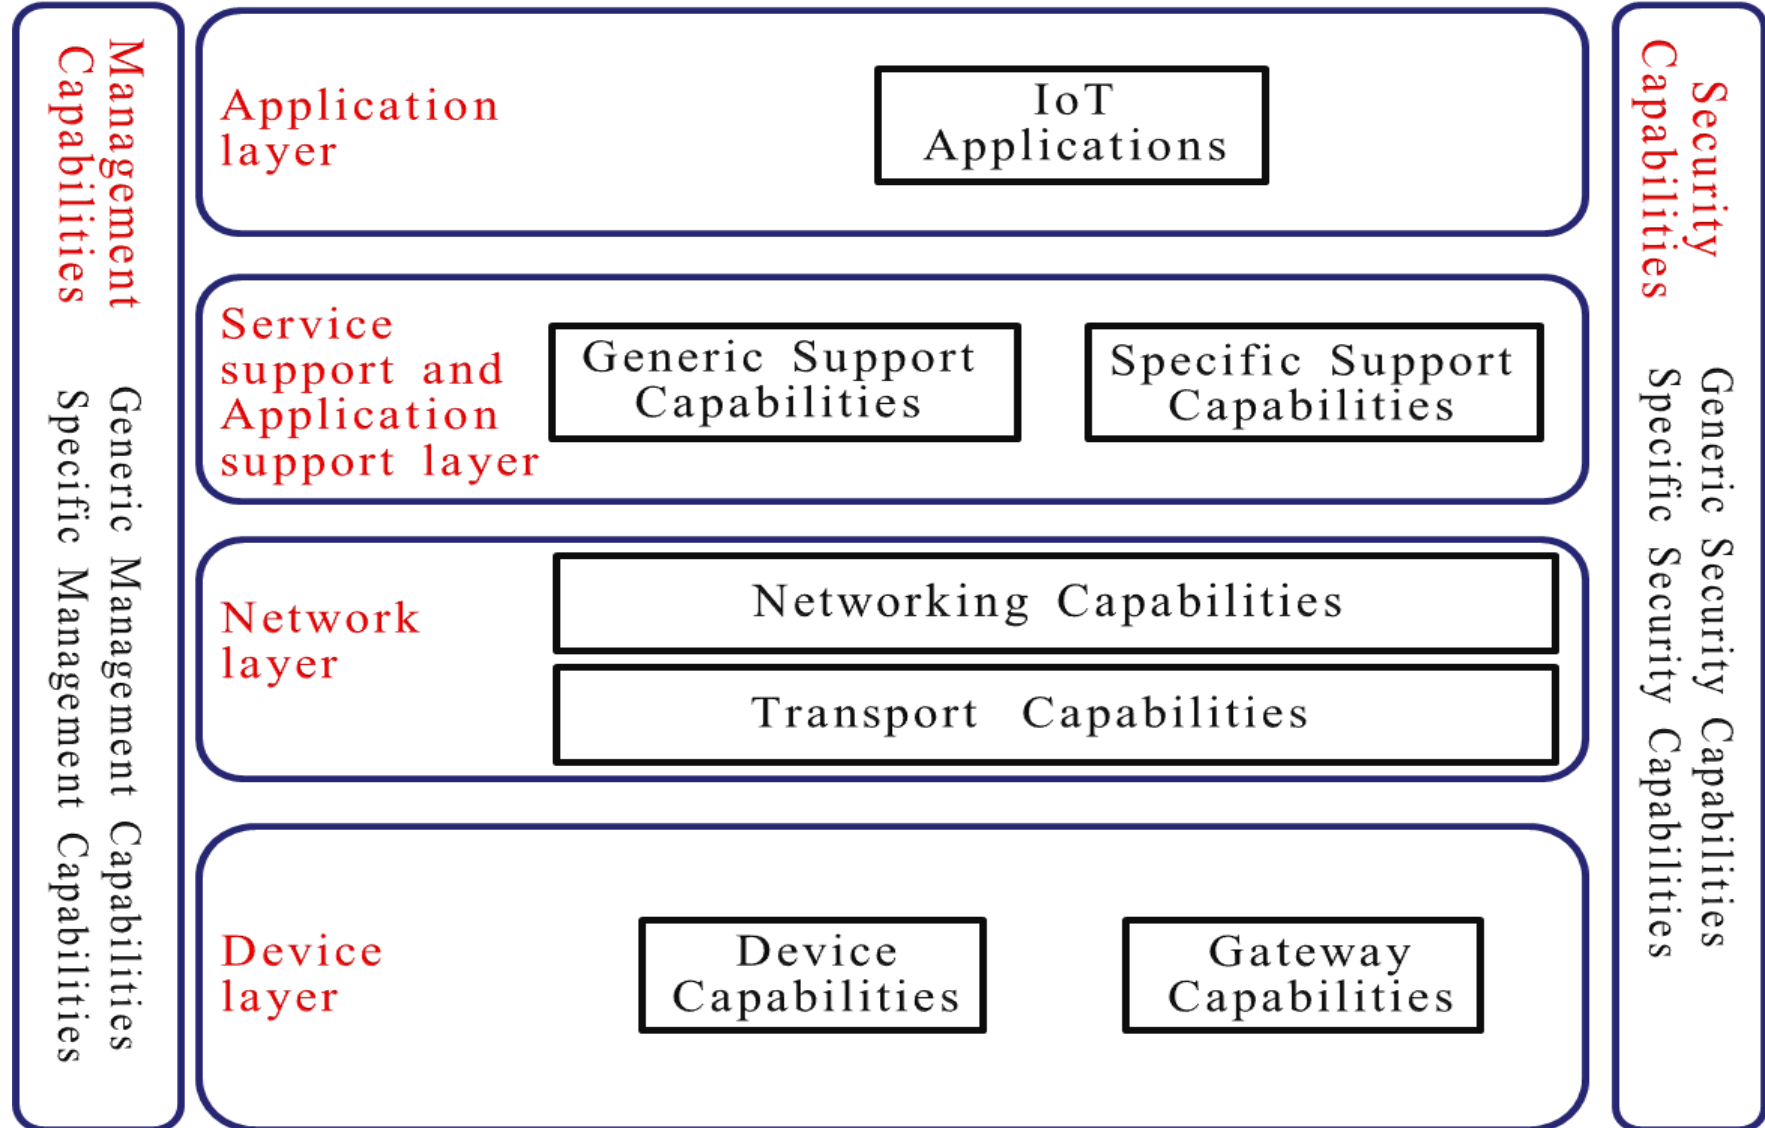 Management
Capabilities
Generic Management Capabilities
Specific Management Capabilities
Application
layer
IoT
Applications
Service
support and
Application
support layer
Generic Support
Capabilities
Specific Support
Capabilities
Network
layer
Networking Capabilities
Transport Capabilities
Device
layer
Device
Capabilities
Gateway
Capabilities
Security
Capabilities
Generic Security Capabilities
Specific Security Capabilities